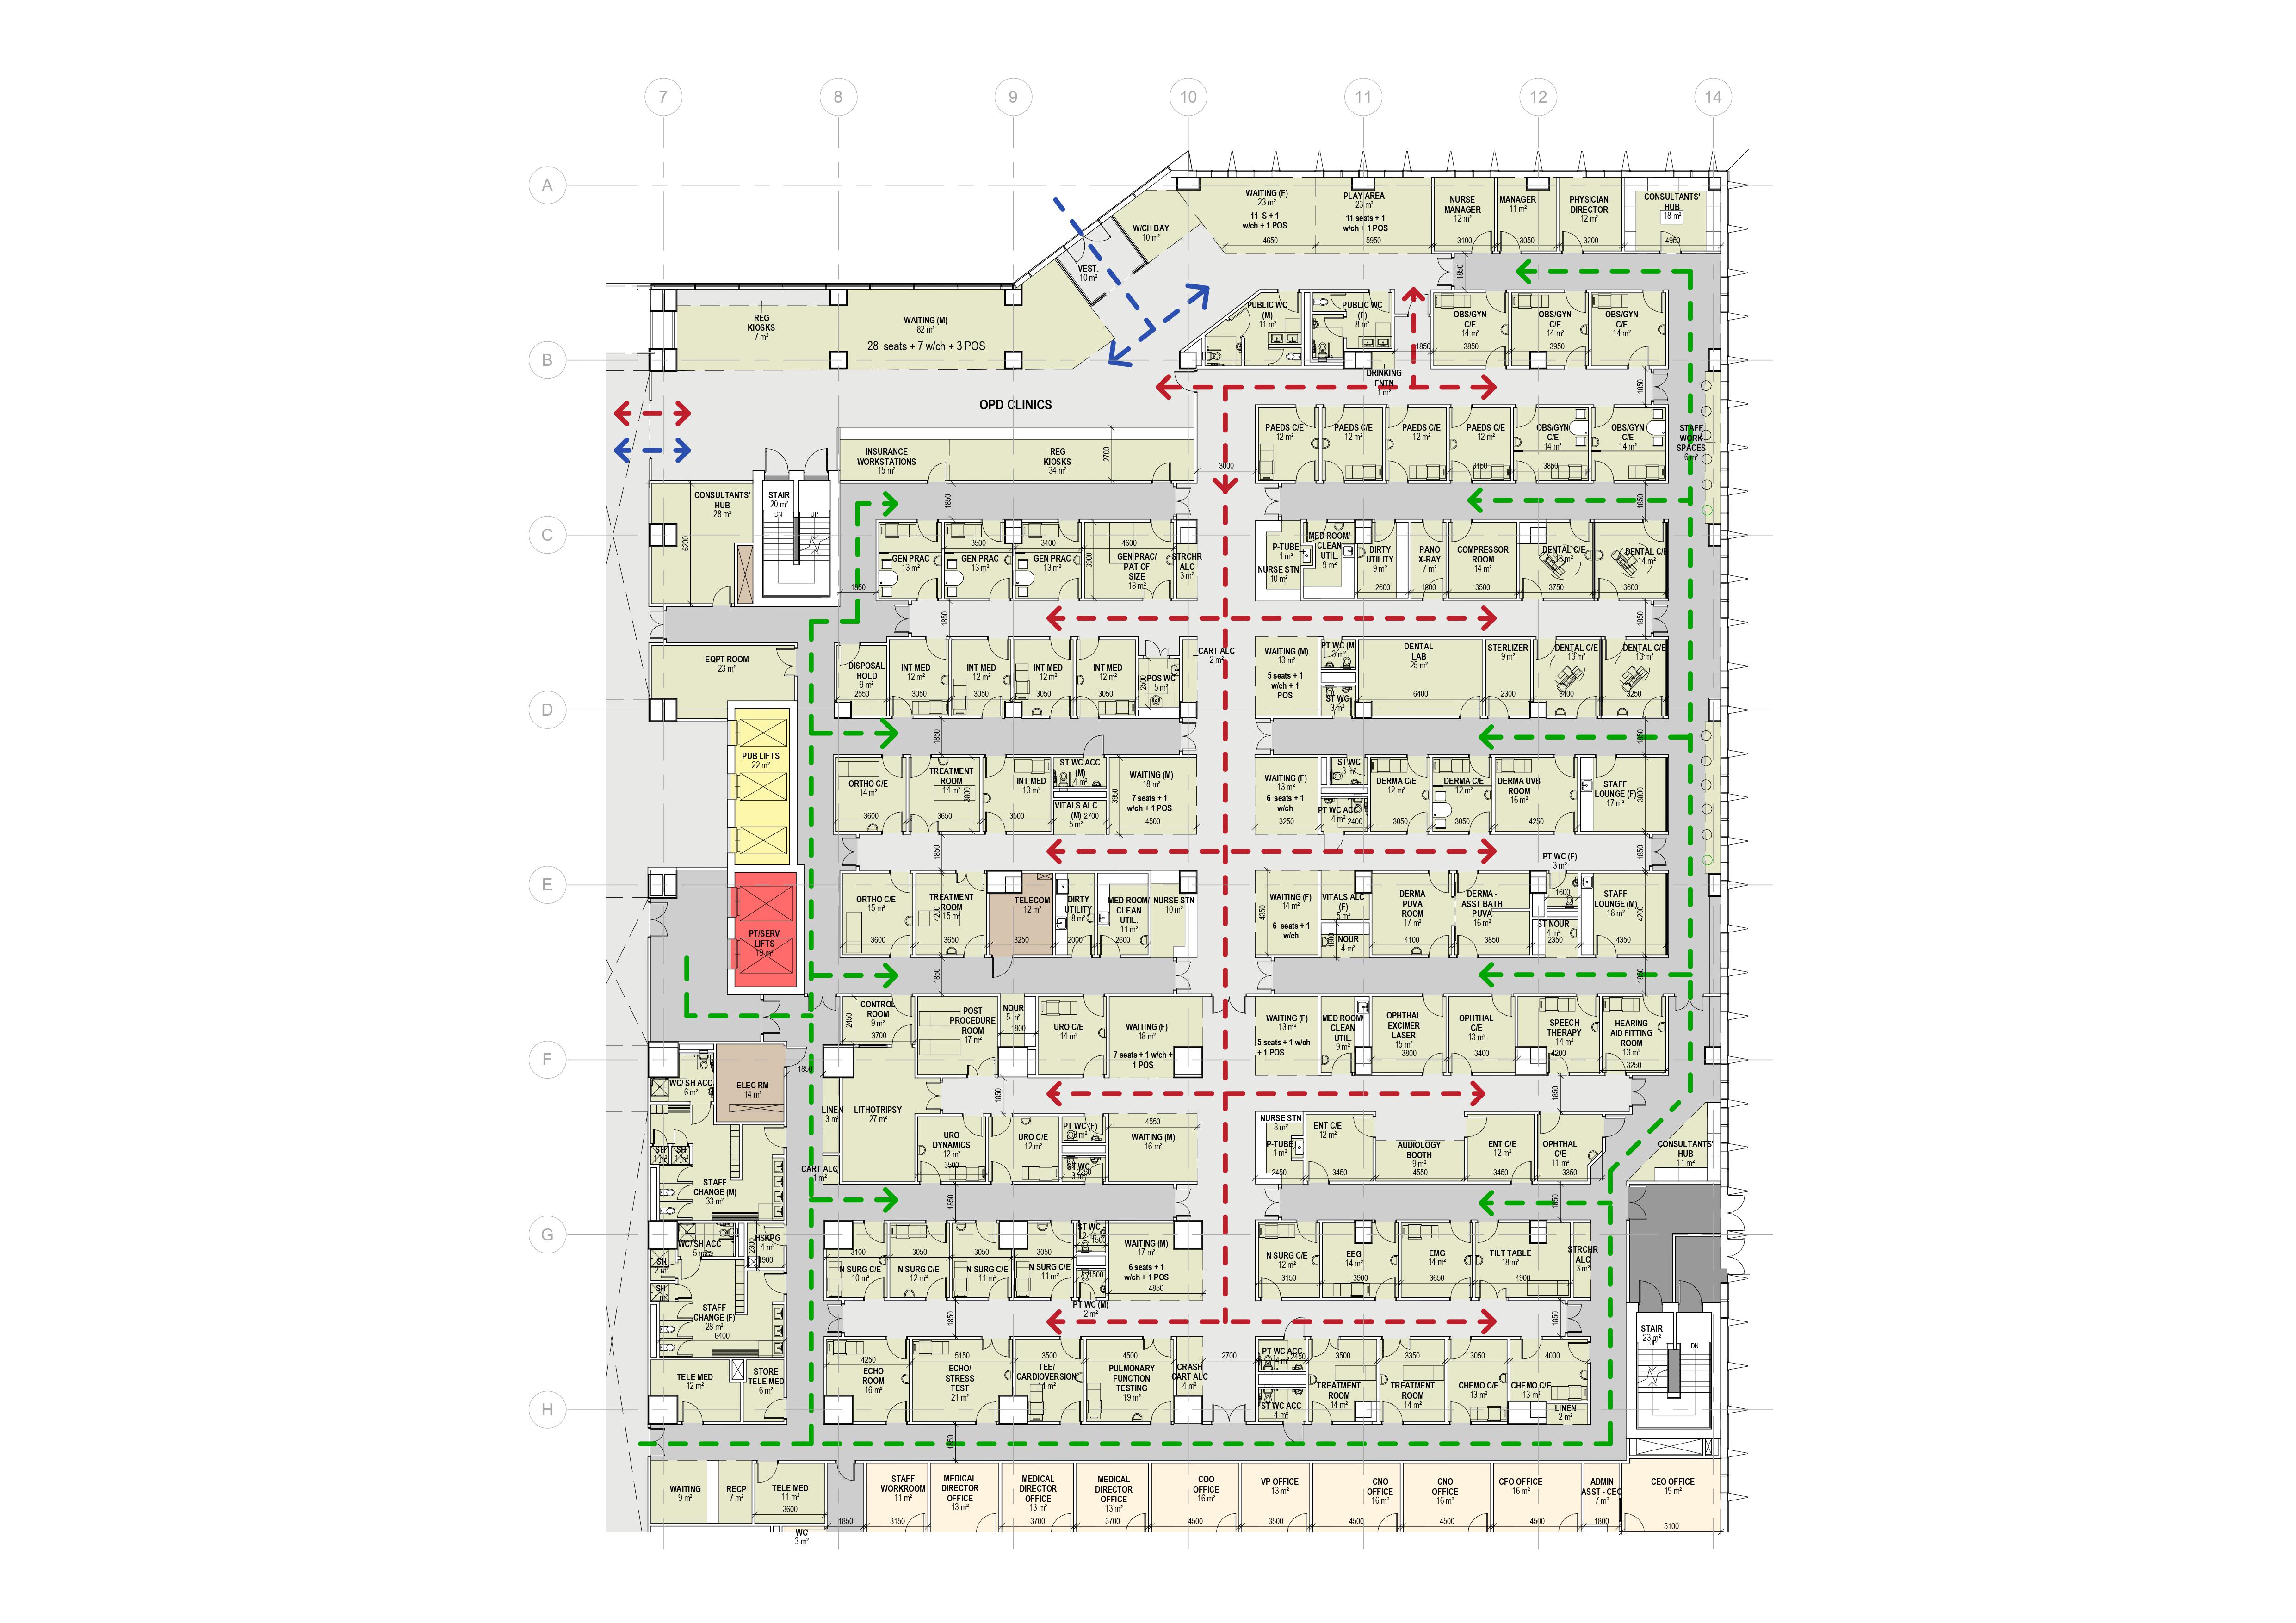 7 8 9 10 11 12 14
A
WAITING (F)
23 m²
11 S + 1
w/ch + 1 POS
4650
PLAY AREA
23 m²
11 seats + 1
w/ch + 1 POS
5950
NURSE
MANAGER
12 m²
3100
MANAGER
11 m²
3050
PHYSICIAN
DIRECTOR
12 m²
3200
CONSULTANTS'
HUB
18 m²
4950
W/CH BAY
10 m²
VEST.
10 m²
1850
REG
KIOSKS
7 m²
WAITING (M)
82 m²
28 seats + 7 w/ch + 3 POS
PUBLIC WC
(M)
11 m²
PUBLIC WC
(F)
8 m²
1850
OBS/GYN
C/E
14 m²
3850
OBS/GYN
C/E
14 m²
3950
OBS/GYN
C/E
14 m²
B
DRINKING
FNTN
1 m²
1850
OPD CLINICS
INSURANCE
WORKSTATIONS
15 m²
REG
KIOSKS
34 m²
2700
3000
PAEDS C/E
12 m²
PAEDS C/E
12 m²
PAEDS C/E
12 m²
PAEDS C/E
12 m²
3150
OBS/GYN
C/E
14 m²
3850
OBS/GYN
C/E
14 m²
STAFF
WORK
SPACES
6 m²
CONSULTANTS'
HUB
28 m²
6200
STAIR
20 m²
DN UP
1850
1850
1850
C
GEN PRAC
13 m²
3500
GEN PRAC
13 m²
3400
GEN PRAC
13 m²
4600
3900
GEN PRAC/
PAT OF
SIZE
18 m²
STRCHR
ALC
3 m²
P-TUBE
1 m²
NURSE STN
10 m²
MED ROOM/
CLEAN
UTIL.
9 m²
DIRTY
UTILITY
9 m²
2600
PANO
X-RAY
7 m²
1800
COMPRESSOR
ROOM
14 m²
3500
DENTAL C/E
13 m²
3750
DENTAL C/E
14 m²
3600
1850
1850
EQPT ROOM
23 m²
DISPOSAL
HOLD
9 m²
2550
INT MED
12 m²
3050
INT MED
12 m²
3050
INT MED
12 m²
INT MED
12 m²
3050
POS WC
5 m²
2500
CART ALC
2 m²
WAITING (M)
13 m²
5 seats + 1
w/ch + 1
POS
PT WC (M)
3 m²
ST WC
3 m²
DENTAL
LAB
25 m²
6400
STERLIZER
9 m²
2300
DENTAL C/E
13 m²
3400
DENTAL C/E
13 m²
3250
D
1850
1850
PUB LIFTS
22 m²
ORTHO C/E
14 m²
3600
TREATMENT
ROOM
14 m²
3650
3800
INT MED
13 m²
3500
ST WC ACC
(M)
4 m²
VITALS ALC
(M)
5 m²
2700
WAITING (M)
18 m²
7 seats + 1
w/ch + 1 POS
3950
4500
WAITING (F)
13 m²
6 seats + 1
w/ch
3250
ST WC
3 m²
PT WC ACC
4 m²
2400
DERMA C/E
12 m²
3050
DERMA C/E
12 m²
3050
DERMA UVB
ROOM
16 m²
4250
STAFF
LOUNGE (F)
17 m²
3800
1850
1850
PT WC (F)
3 m²
E
PT/SERV
LIFTS
19 m²
ORTHO C/E
15 m²
3600
TREATMENT
ROOM
15 m²
3650
4200
TELECOM
12 m²
3250
DIRTY
UTILITY
8 m²
2000
MED ROOM/
CLEAN
UTIL.
11 m²
2600
NURSE STN
10 m²
WAITING (F)
14 m²
6 seats + 1
w/ch
4350
VITALS ALC
(F)
5 m²
1800
NOUR
4 m²
DERMA
PUVA
ROOM
17 m²
4100
DERMA -
ASST BATH
PUVA
16 m²
3850
1600
ST NOUR
4 m²
2350
STAFF
LOUNGE (M)
18 m²
4200
4350
1850
1850
CONTROL
ROOM
9 m²
2450
3700
POST
PROCEDURE
ROOM
17 m²
NOUR
5 m²
1800
URO C/E
14 m²
WAITING (F)
18 m²
7 seats + 1 w/ch +
1 POS
WAITING (F)
13 m²
5 seats + 1 w/ch
+ 1 POS
MED ROOM/
CLEAN
UTIL.
9 m²
OPHTHAL
EXCIMER
LASER
15 m²
3800
OPHTHAL
C/E
13 m²
3400
SPEECH
THERAPY
14 m²
4200
HEARING
AID FITTING
ROOM
13 m²
3250
F
WC/ SH ACC
6 m²
ELEC RM
14 m²
1850
1850
1850
LINEN
3 m²
LITHOTRIPSY
27 m²
URO
DYNAMICS
12 m²
3500
URO C/E
12 m²
PT WC (F)
3 m²
ST WC
3 m²
4550
WAITING (M)
16 m²
NURSE STN
8 m²
P-TUBE
1 m²
2450
ENT C/E
12 m²
3450
AUDIOLOGY
BOOTH
9 m²
4550
ENT C/E
12 m²
3450
OPHTHAL
C/E
11 m²
3350
CONSULTANTS'
HUB
11 m²
SH
1 m²
SH
1 m²
STAFF
CHANGE (M)
33 m²
CART ALC
1 m²
1850
1850
G
WC/ SH ACC
5 m²
HSKPG
4 m²
2300
1900
3100
N SURG C/E
10 m²
3050
N SURG C/E
12 m²
3050
N SURG C/E
11 m²
3050
N SURG C/E
11 m²
ST WC
2 m²
1500
1500
PT WC (M)
2 m²
WAITING (M)
17 m²
6 seats + 1
w/ch + 1 POS
4850
N SURG C/E
12 m²
3150
EEG
14 m²
3900
EMG
14 m²
3650
TILT TABLE
18 m²
4900
STRCHR
ALC
3 m²
SH
2 m²
SH
1 m²
STAFF
CHANGE (F)
28 m²
6400
1850
1850
STAIR
23 m²
UP DN
TELE MED
12 m²
STORE
TELE MED
6 m²
4250
ECHO
ROOM
16 m²
5150
ECHO/
STRESS
TEST
21 m²
3500
TEE/
CARDIOVERSION
14 m²
4500
PULMONARY
FUNCTION
TESTING
19 m²
CRASH
CART ALC
4 m²
2700
PT WC ACC
4 m²
2450
ST WC ACC
4 m²
3500
TREATMENT
ROOM
14 m²
3350
TREATMENT
ROOM
14 m²
3050
CHEMO C/E
13 m²
4000
CHEMO C/E
13 m²
LINEN
2 m²
H
1850
WAITING
9 m²
RECP
7 m²
TELE MED
11 m²
3600
WC
3 m²
1850
STAFF
WORKROOM
11 m²
3150
MEDICAL
DIRECTOR
OFFICE
13 m²
MEDICAL
DIRECTOR
OFFICE
13 m²
3700
MEDICAL
DIRECTOR
OFFICE
13 m²
3700
COO
OFFICE
16 m²
4500
VP OFFICE
13 m²
3500
CNO
OFFICE
16 m²
4500
CNO
OFFICE
16 m²
4500
CFO OFFICE
16 m²
4500
ADMIN
ASST - CEO
7 m²
1800
CEO OFFICE
19 m²
5100